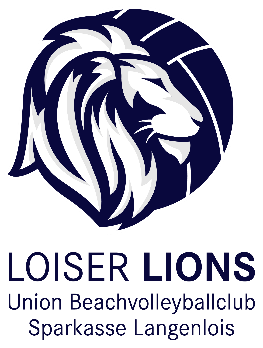 LOISER LIONS
Union Beachvolleyballclub
Sparkasse Langenlois